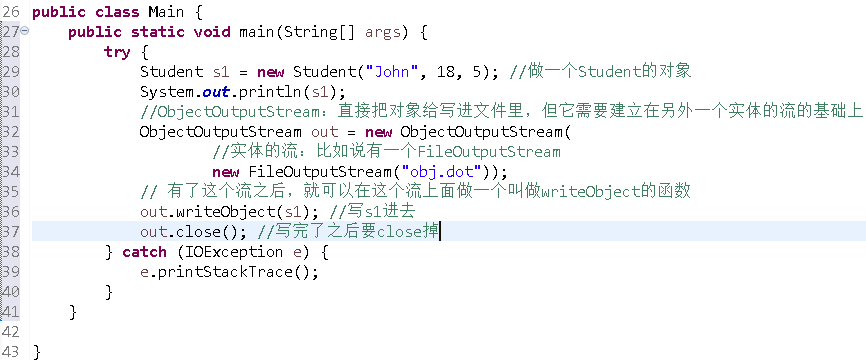 26 public class Main {
27 public static void main(String[] args) {
28 try {
29 Student s1 = new Student("John", 18, 5); //做一个Student的对象
30 System.out.println(s1);
31 //ObjectOutputStream：直接把对象给写进文件里，但它需要建立在另外一个实体的流的基础上
32 ObjectOutputStream out = new ObjectOutputStream(
33 //实体的流：比如说有一个FileOutputStream
34 new FileOutputStream("obj.dot"));
35 // 有了这个流之后，就可以在这个流上面做一个叫做writeObject的函数
36 out.writeObject(s1); //写s1进去
37 out.close(); //写完了之后要close掉
38 } catch (IOException e) {
39 e.printStackTrace();
40 }
41 }
42
43 }